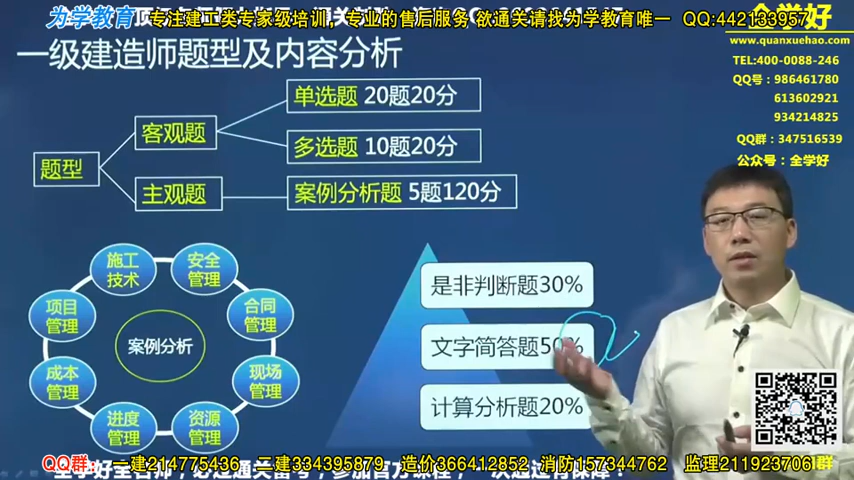 为学教育 专注建工类专家级培训，专业的售后服务 欲通关请找为学教育唯一 QQ:442133957
全学好
www.quanxuehao.com
TEL:400-0088-246
QQ号：986461780
613602921
934214825
QQ群：347516539
公众号：全学好
一级建造师题型及内容分析
题型
客观题
单选题 20题20分
多选题 10题20分
主观题
案例分析题 5题120分
施工技术
安全管理
项目管理
合同管理
案例分析
成本管理
现场管理
进度管理
资源管理
是非判断题30%
文字简答题50%
计算分析题20%
QQ群： 一建214775436 二建334395879 造价366412852 消防157344762 监理211923706